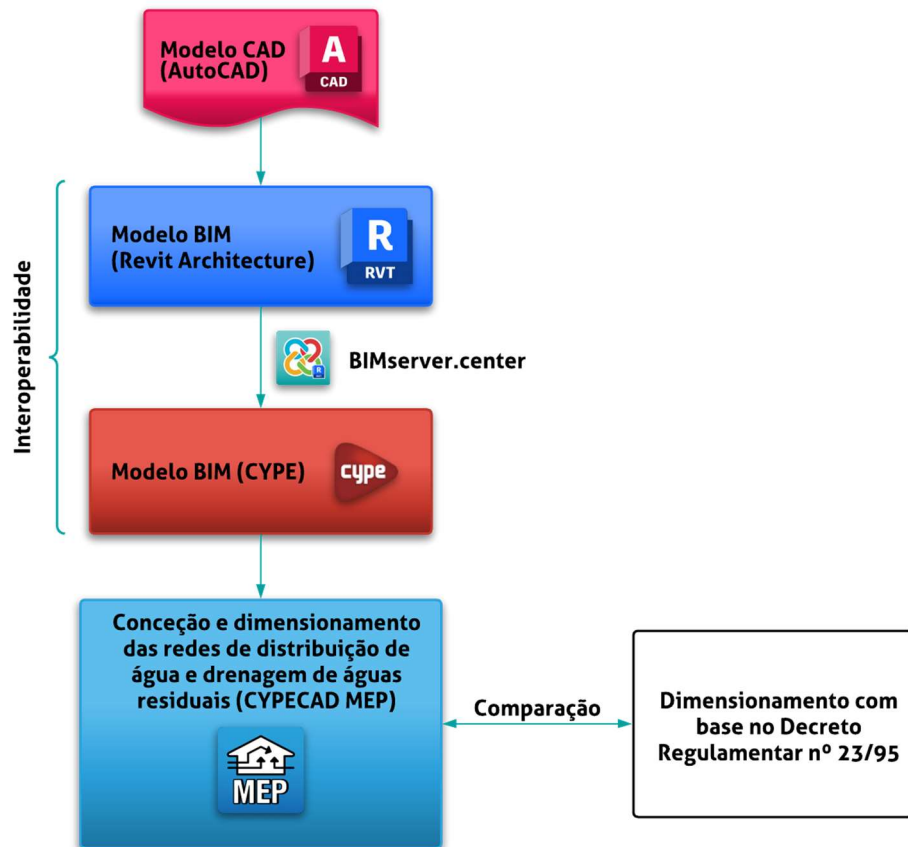 Modelo CAD
(AutoCAD)
A
CAD
Modelo BIM
(Revit Architecture)
R
RVT
Interoperabilidade
BIMserver.center
Modelo BIM (CYPE)
cype
Conceção e dimensionamento
das redes de distribuição de
água e drenagem de águas
residuais (CYPECAD MEP)
MEP
Comparação
Dimensionamento com
base no Decreto
Regulamentar nº 23/95